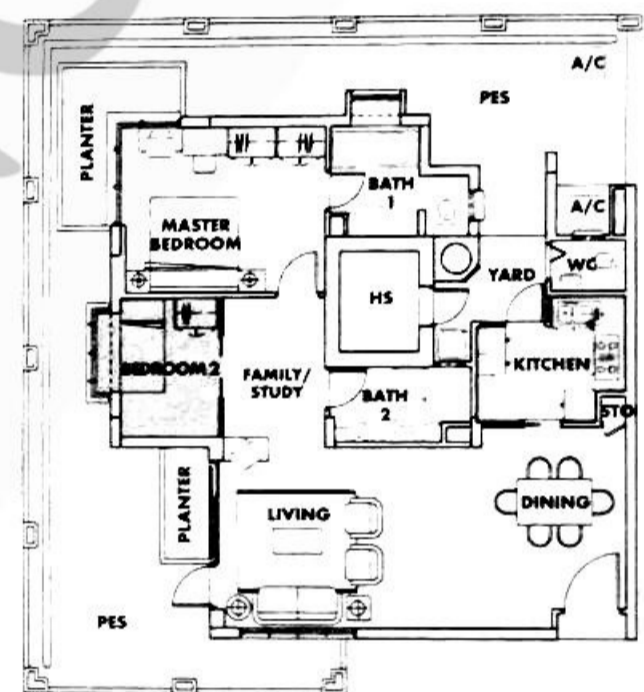 A/C
PES
PLANTER
BATH
1
A/C
MASTER
BEDROOM
YARD
WC
HS
BEDROOM 2
FAMILY/
STUDY
KITCHEN
BATH
2
STO
PLANTER
LIVING
DINING
PES